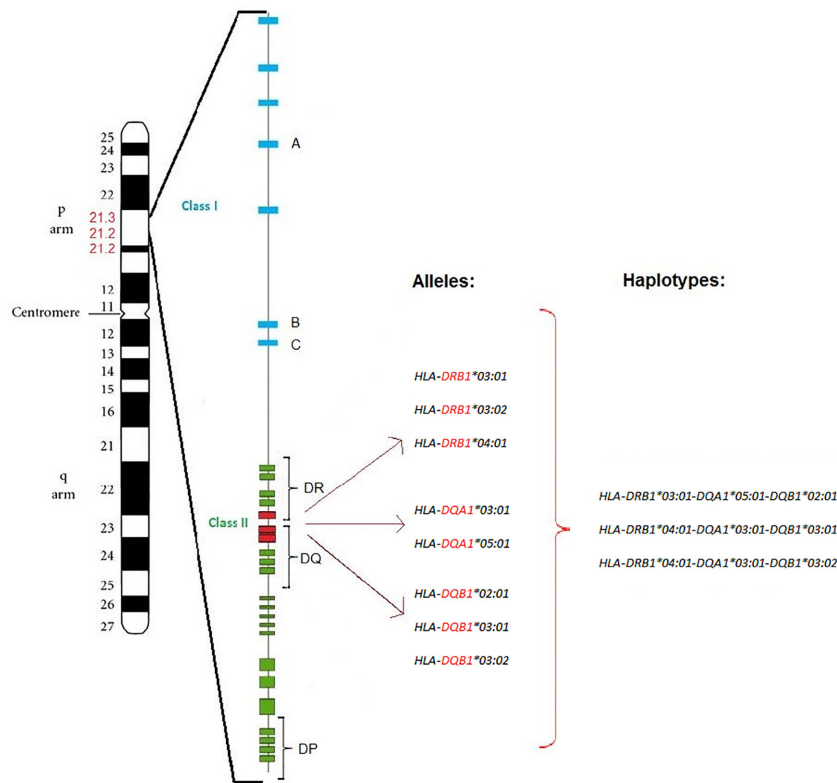 25
24
23
22
p
arm
21.3
21.2
21.2
12
11
Centromere
12
13
14
15
16
21
q
arm
22
23
24
25
26
27
Class I
A
B
C
Class II
DR
DQ
DP
Alleles:
HLA-DRB1*03:01
HLA-DRB1*03:02
HLA-DRB1*04:01
HLA-DQA1*03:01
HLA-DQA1*05:01
HLA-DQB1*02:01
HLA-DQB1*03:01
HLA-DQB1*03:02
Haplotypes:
HLA-DRB1*03:01-DQA1*05:01-DQB1*02:01
HLA-DRB1*04:01-DQA1*03:01-DQB1*03:01
HLA-DRB1*04:01-DQA1*03:01-DQB1*03:02